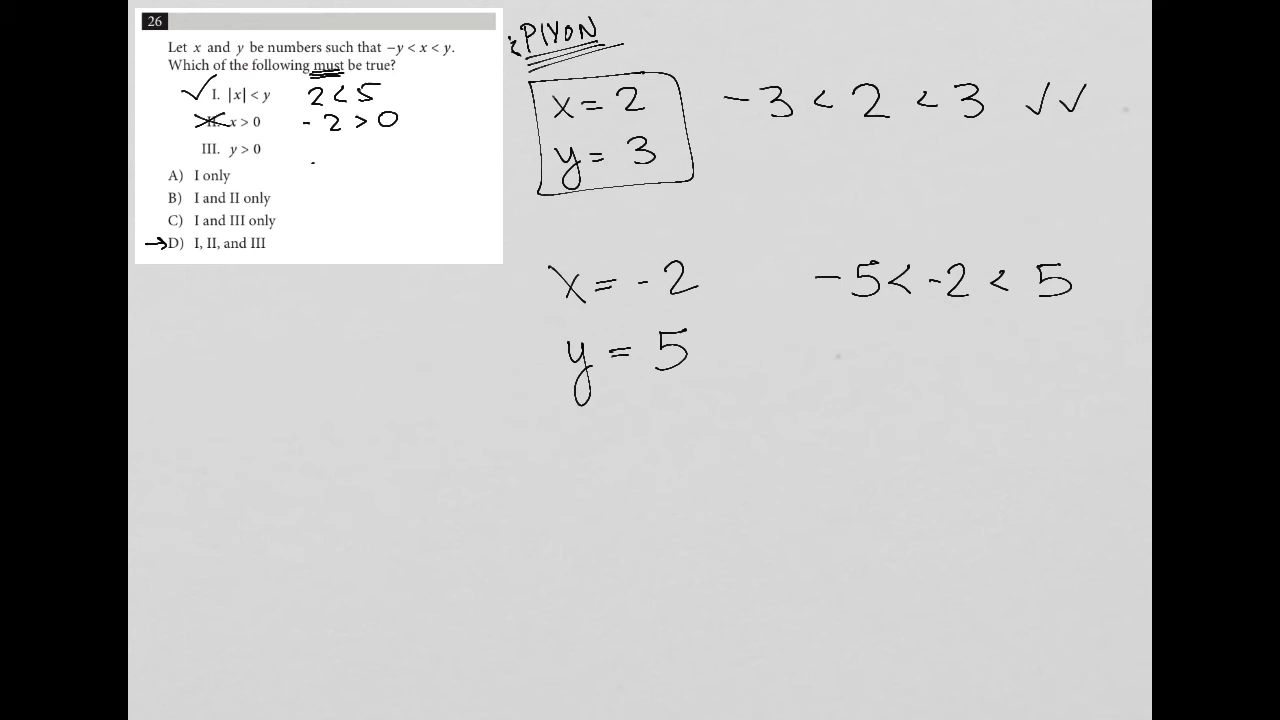 26
Let x and y be numbers such that −y < x < y.
Which of the following must be true?
I. |x| < y 2 < 5
II. x > 0 - 2 > 0
III. y > 0
A) I only
B) I and II only
C) I and III only
D) I, II, and III
PIYON
x = 2 - 3 < 2 < 3 ✓✓
y = 3
x = - 2 - 5 < - 2 < 5
y = 5